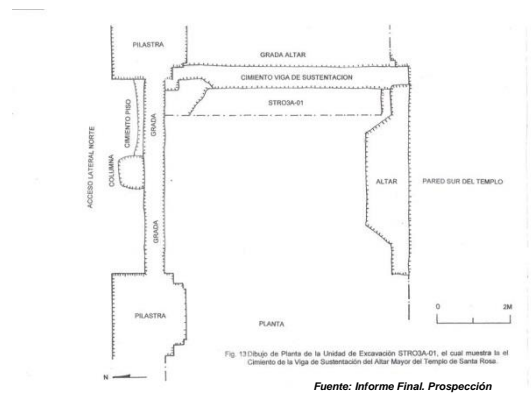 PILASTRA
GRADA ALTAR
CIMIENTO VIGA DE SUSTENTACION
STRO3A-01
ACCESO LATERAL NORTE
COLUMNA
CIMIENTO PISO
GRADA
GRADA
ALTAR
PARED SUR DEL TEMPLO
PILASTRA
PLANTA
0 2M
N
Fig. 13 Dibujo de Planta de la Unidad de Excavación STRO3A-01, el cual muestra el
Cimiento de la Viga de Sustentación del Altar Mayor del Templo de Santa Rosa.
Fuente: Informe Final. Prospección